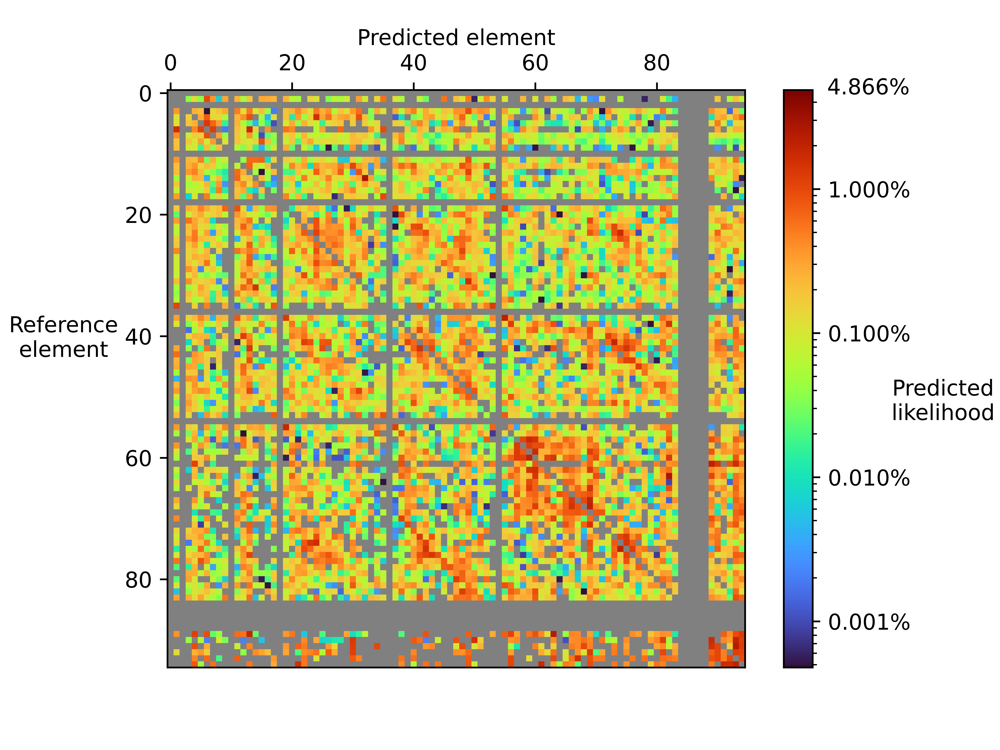 Predicted element
0 20 40 60 80
0
20
40
60
80
Reference
element
4.866%
1.000%
0.100%
0.010%
0.001%
Predicted
likelihood